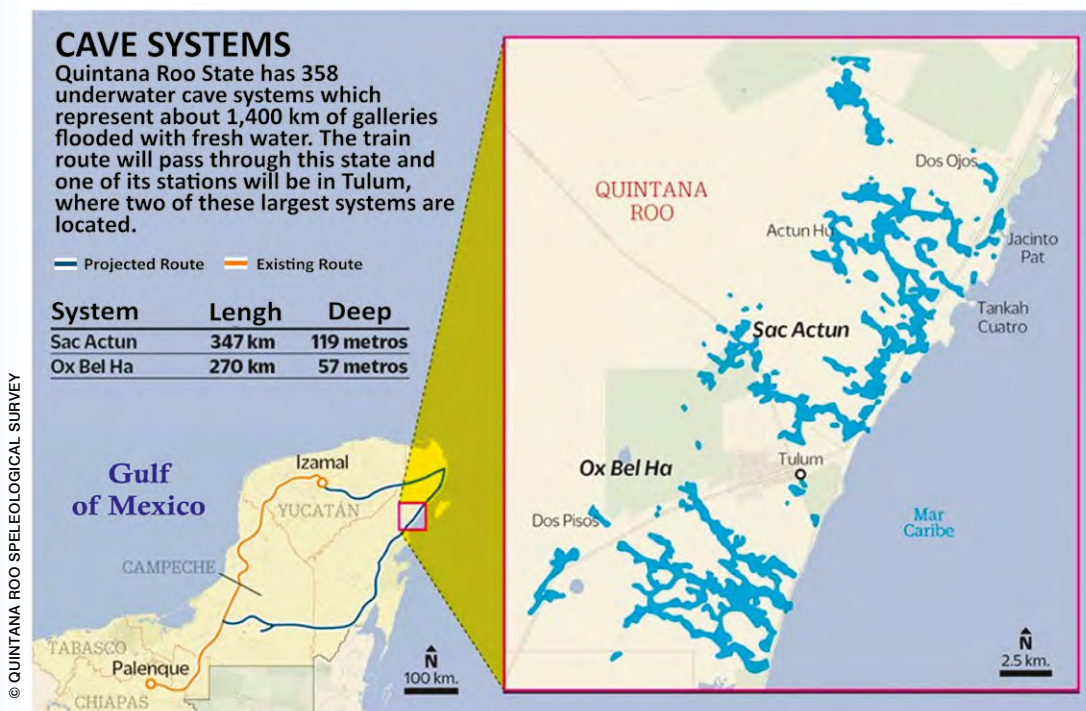 CAVE SYSTEMS
Quintana Roo State has 358
underwater cave systems which
represent about 1,400 km of galleries
flooded with fresh water. The train
route will pass through this state and
one of its stations will be in Tulum,
where two of these largest systems are
located.
Projected Route
Existing Route
System Lengh Deep
Sac Actun 347 km 119 metros
Ox Bel Ha 270 km 57 metros
Gulf
of Mexico
Izamal
YUCATÁN
CAMPECHE
TABASCO
Palenque
CHIAPAS
N
100 km.
QUINTANA
ROO
Dos Ojos
Actun Hu
Jacinto
Pat
Tankah
Cuatro
Sac Actun
Ox Bel Ha
Tulum
Dos Pisos
Mar
Caribe
N
2.5 km.
© QUINTANA ROO SPELEOLOGICAL SURVEY